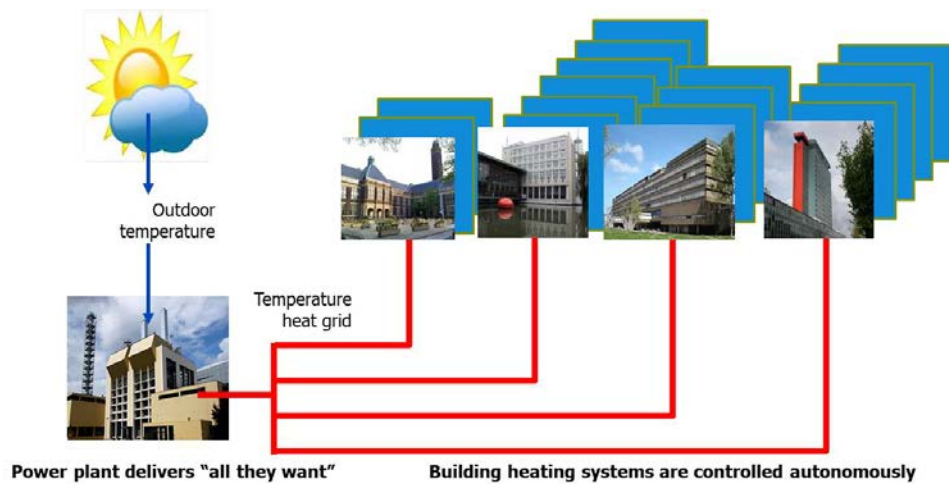 Outdoor
temperature
Temperature
heat grid
Power plant delivers “all they want”
Building heating systems are controlled autonomously